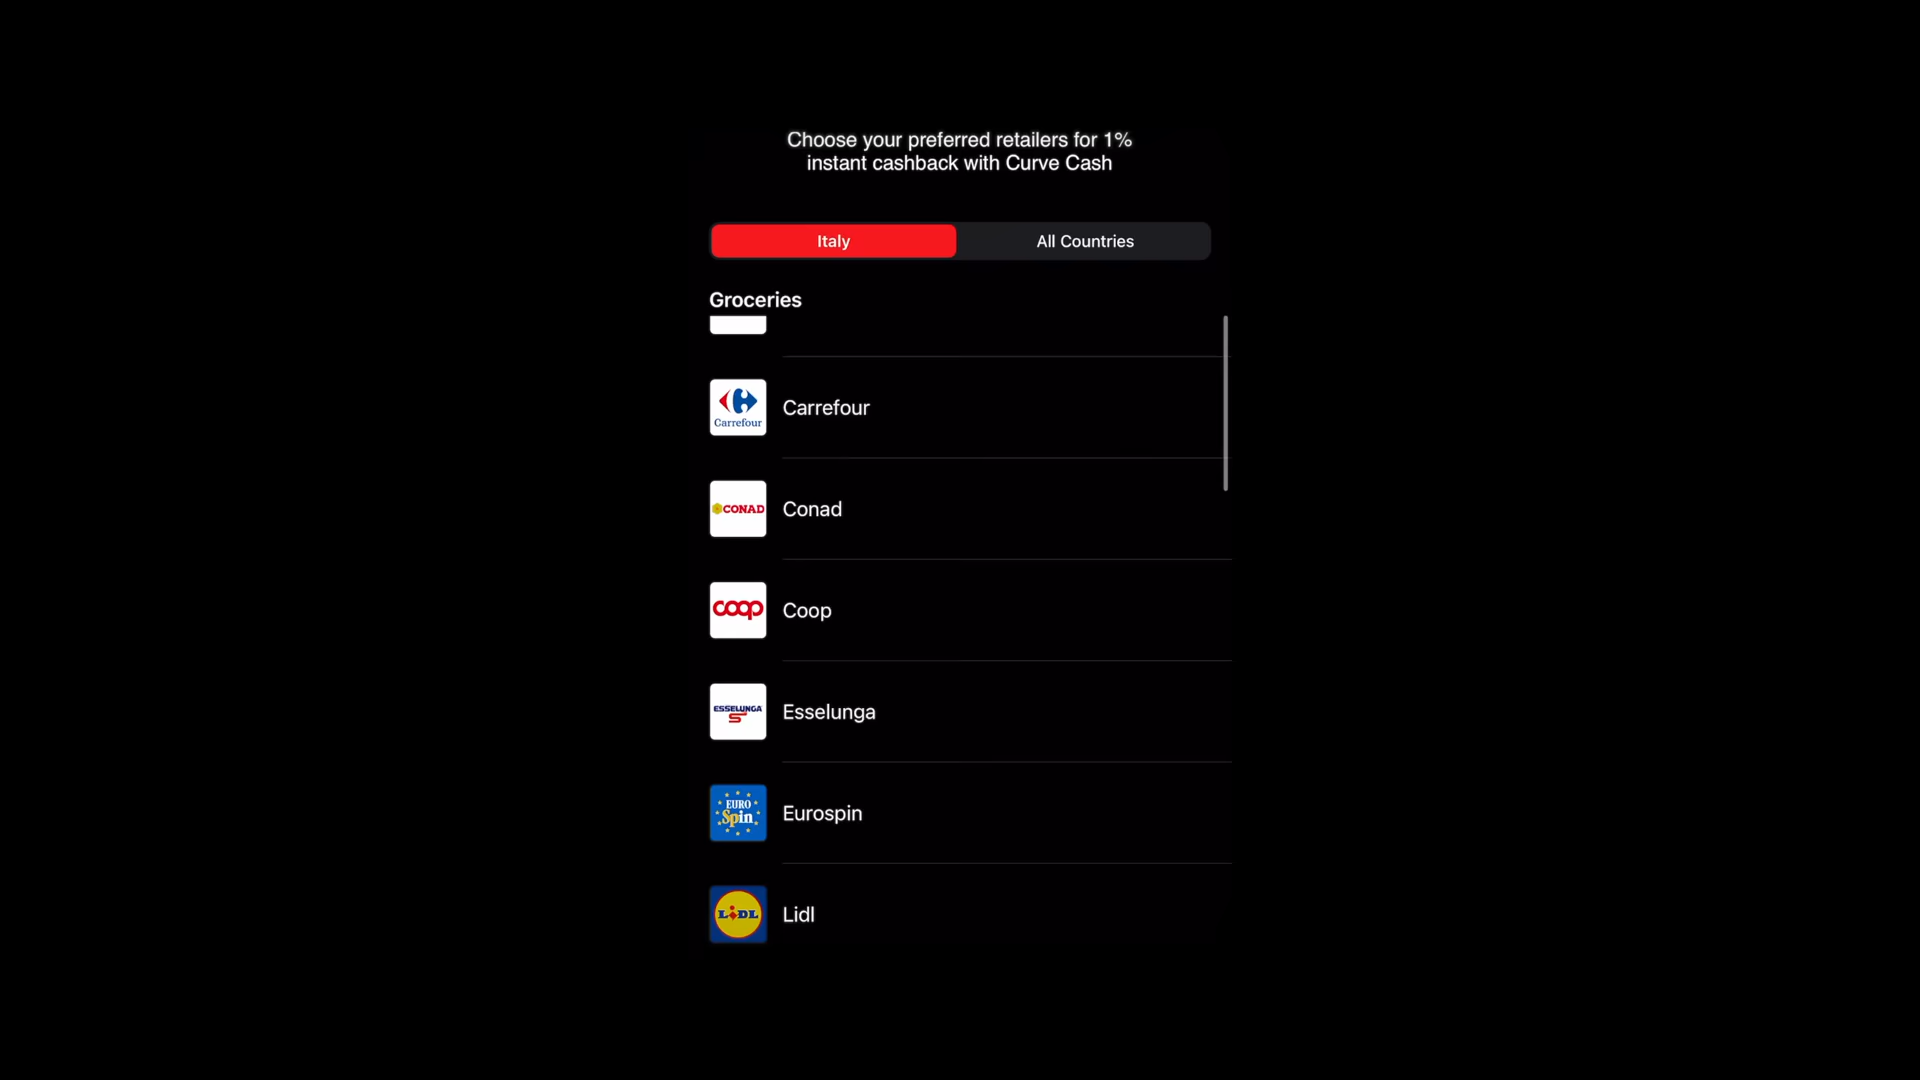 Choose your preferred retailers for 1%
instant cashback with Curve Cash
Italy
All Countries
Groceries
Carrefour
Carrefour
CONAD
Conad
coop
Coop
ESSELUNGA
Esselunga
EURO
Spin
Eurospin
LIDL
Lidl